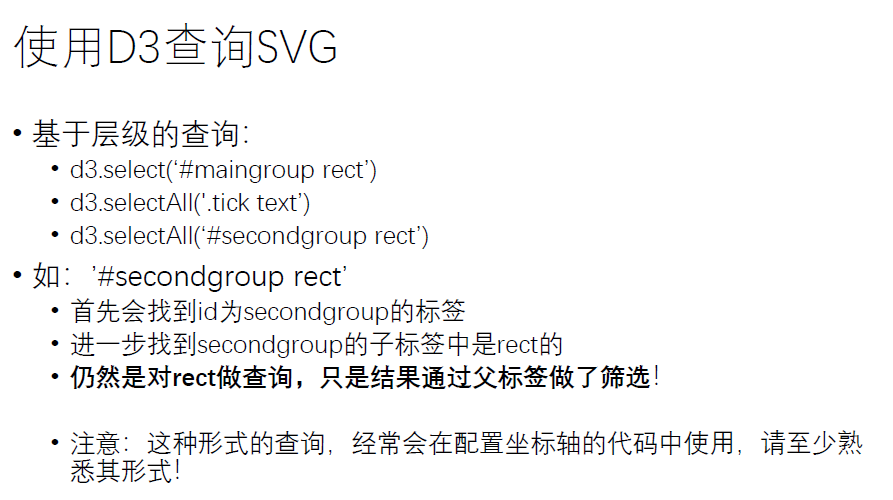 使用D3查询SVG
• 基于层级的查询：
• d3.select(‘#maingroup rect’)
• d3.selectAll('.tick text’)
• d3.selectAll(‘#secondgroup rect’)
• 如：’#secondgroup rect’
• 首先会找到id为secondgroup的标签
• 进一步找到secondgroup的子标签中是rect的
• 仍然是对rect做查询，只是结果通过父标签做了筛选！
• 注意：这种形式的查询，经常会在配置坐标轴的代码中使用，请至少熟
悉其形式！